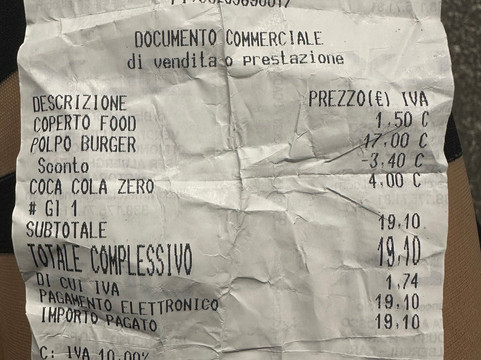 DOCUMENTO COMMERCIALE
di vendita o prestazione
DESCRIZIONE PREZZO(€) IVA
COPERTO FOOD 1,50 C
POLPO BURGER 17,00 C
Sconto -3,40 C
COCA COLA ZERO 4,00 C
# GI 1
SUBTOTALE 19,10
TOTALE COMPLESSIVO 19,10
DI CUI IVA 1,74
PAGAMENTO ELETTRONICO 19,10
IMPORTO PAGATO 19,10
C: IVA 10,00%